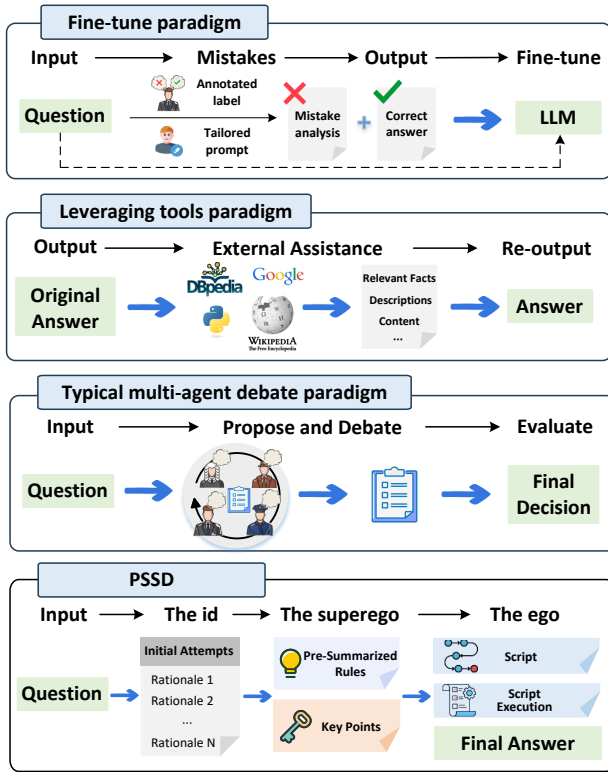 Fine-tune paradigm
Input Mistakes Output Fine-tune
Question
Annotated
label
Tailored
prompt
Mistake
analysis
+
Correct
answer
LLM
Leveraging tools paradigm
Output External Assistance Re-output
Original
Answer
DBpedia
Google
WIKIPEDIA
The Free Encyclopedia
Relevant Facts
Descriptions
Content
...
Answer
Typical multi-agent debate paradigm
Input Propose and Debate Evaluate
Question
Final
Decision
PSSD
Input The id The superego The ego
Question
Initial Attempts
Rationale 1
Rationale 2
...
Rationale N
Pre-Summarized
Rules
Key Points
Script
Script
Execution
Final Answer